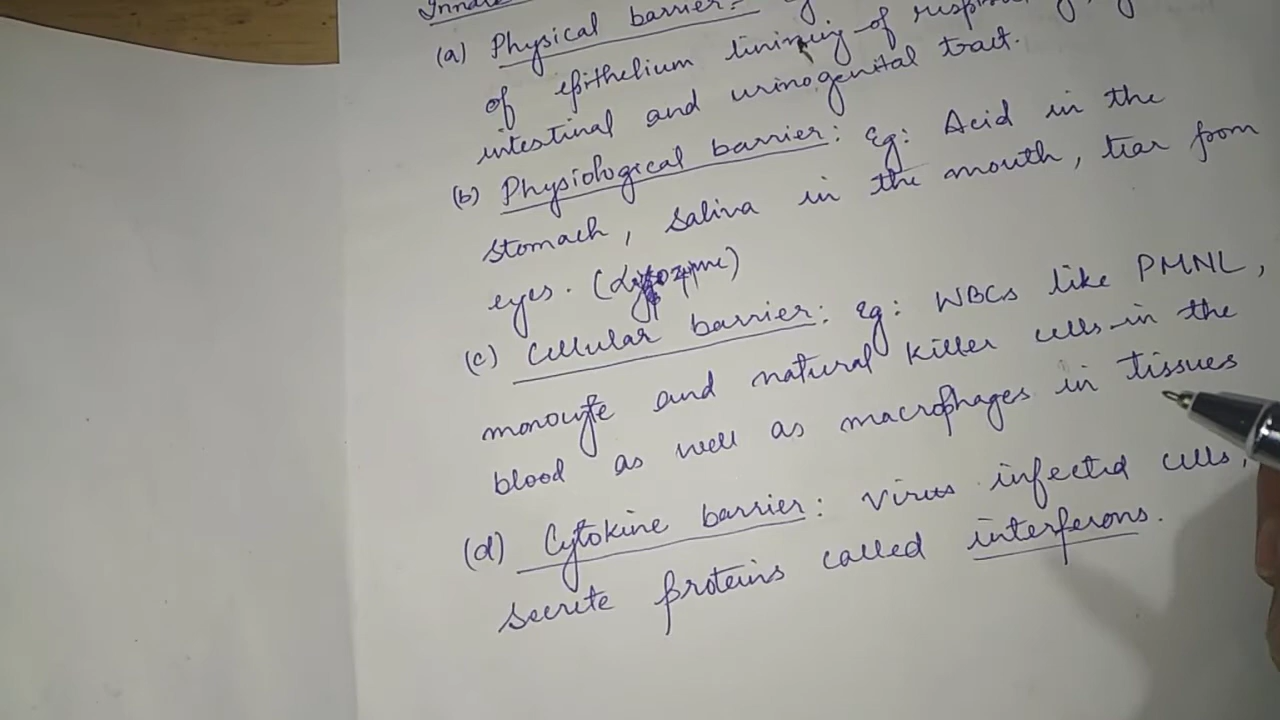 Innate
(a) Physical barrier:
of epithelium lining of
intestinal and urinogenital tract.
(b) Physiological barrier: Eg: Acid in the
stomach, saliva in the mouth, tear from
eyes.
(c) Cellular barrier: Eg: WBCs like PMNL,
monocyte and natural killer cells in the
blood as well as macrophages in tissues
(d) Cytokine barrier: Virus infected cells,
secrete proteins called interferons.